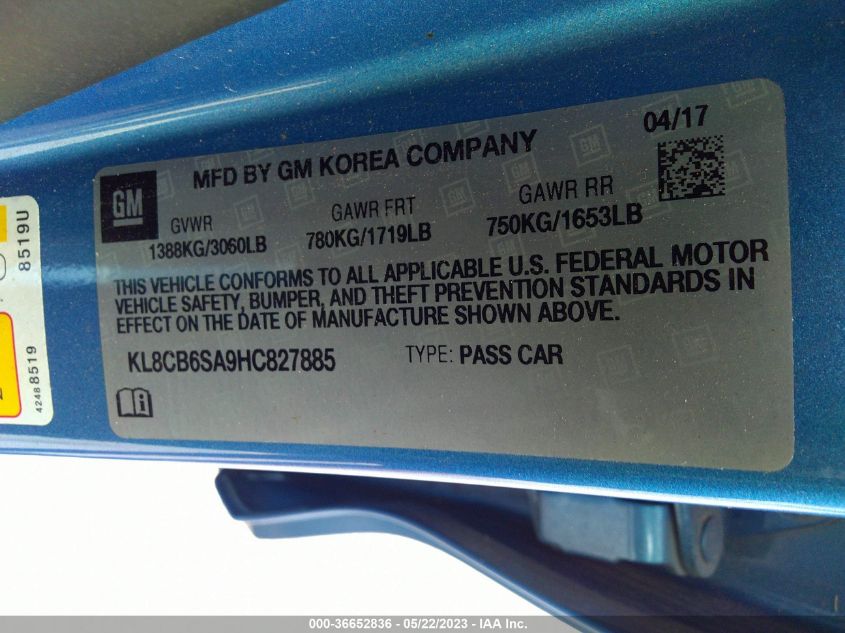 04/17
MFD BY GM KOREA COMPANY
GM
GVWR GAWR FRT GAWR RR
1388KG/3060LB 780KG/1719LB 750KG/1653LB
THIS VEHICLE CONFORMS TO ALL APPLICABLE U.S. FEDERAL MOTOR
VEHICLE SAFETY, BUMPER, AND THEFT PREVENTION STANDARDS IN
EFFECT ON THE DATE OF MANUFACTURE SHOWN ABOVE.
KL8CB6SA9HC827885 TYPE: PASS CAR
8519U
42488519
000-36652836 - 05/22/2023 - IAA Inc.